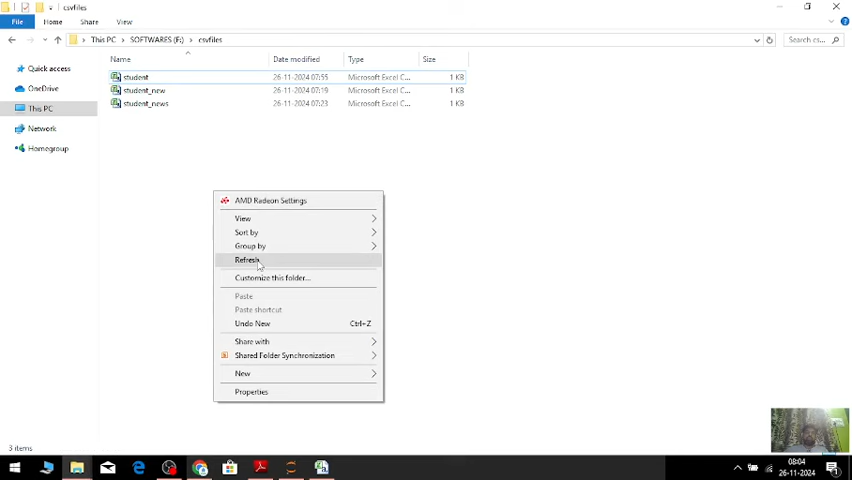 csvfiles
File Home Share View
This PC SOFTWARES (F:) csvfiles Search cs...
Name Date modified Type Size
Quick access
OneDrive
This PC
Network
Homegroup
student 26-11-2024 07:55 Microsoft Excel C... 1 KB
student_new 26-11-2024 07:19 Microsoft Excel C... 1 KB
student_news 26-11-2024 07:23 Microsoft Excel C... 1 KB
AMD Radeon Settings
View
Sort by
Group by
Refresh
Customize this folder...
Paste
Paste shortcut
Undo New Ctrl+Z
Share with
Shared Folder Synchronization
New
Properties
3 items
08:04
26-11-2024